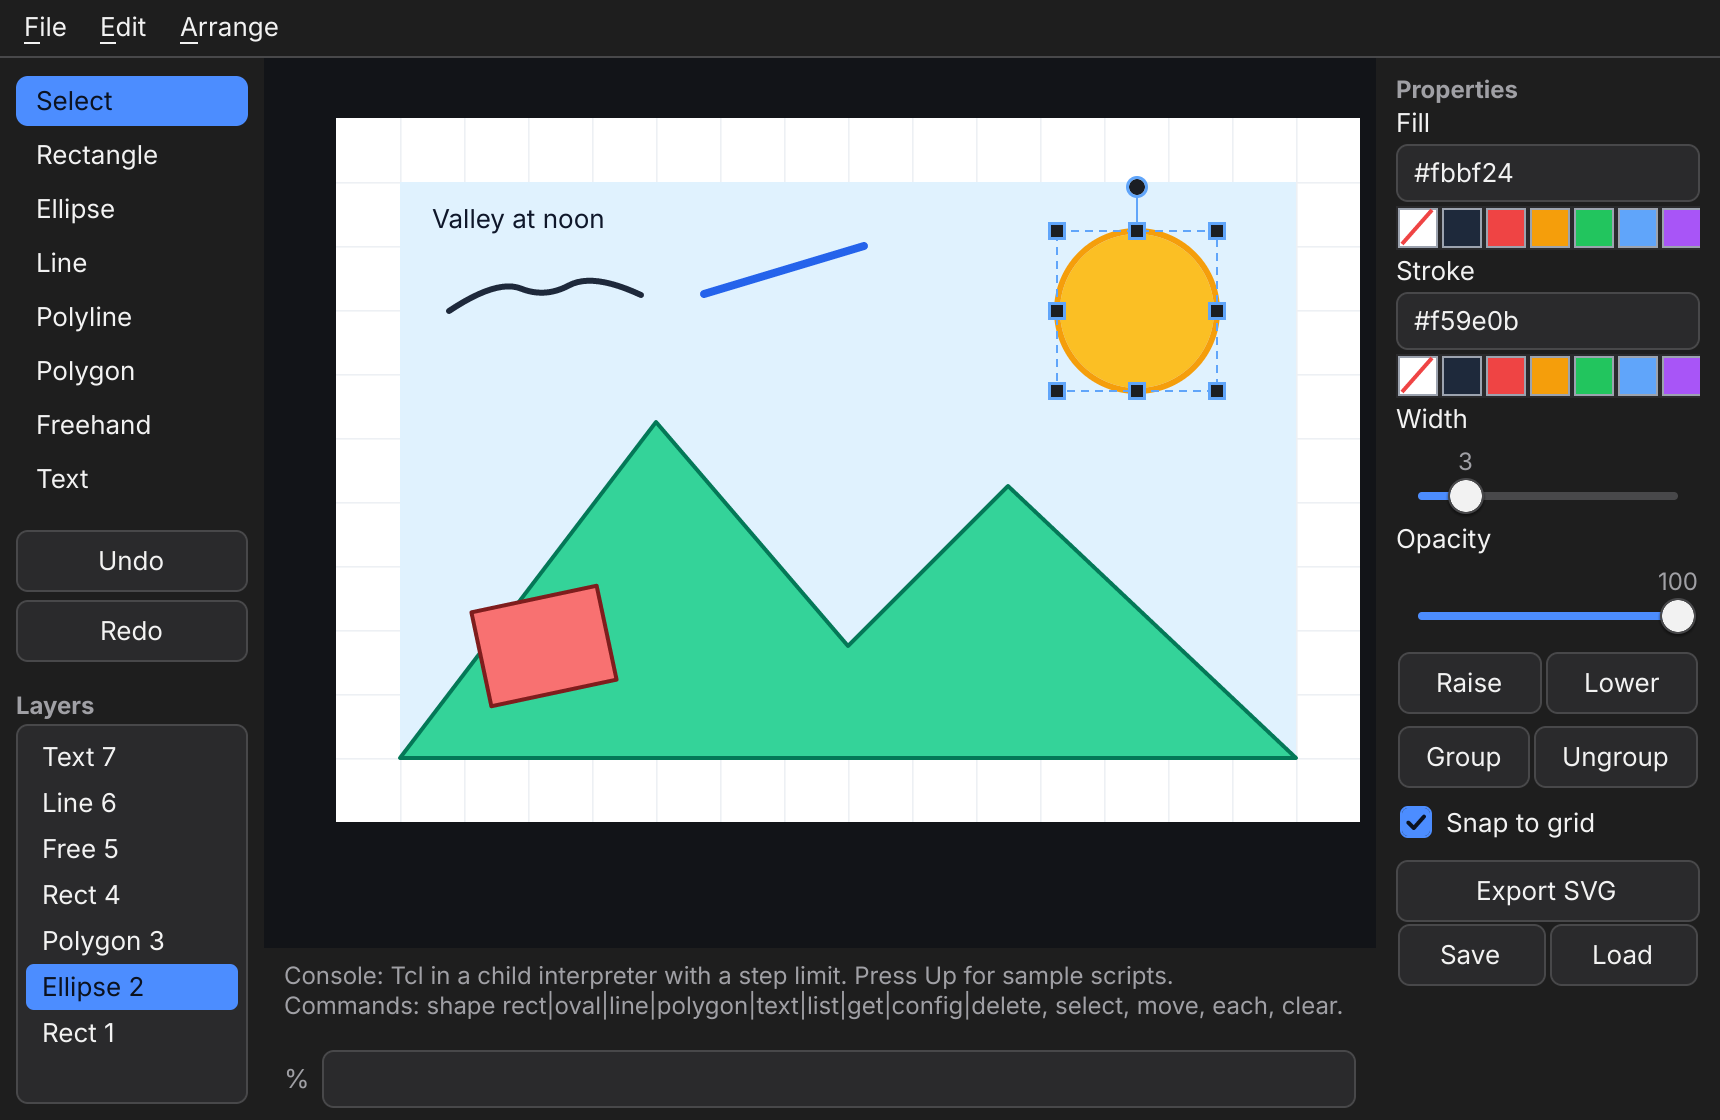 File Edit Arrange
Select
Rectangle
Ellipse
Line
Polyline
Polygon
Freehand
Text
Undo
Redo
Layers
Text 7
Line 6
Free 5
Rect 4
Polygon 3
Ellipse 2
Rect 1
Valley at noon
Console: Tcl in a child interpreter with a step limit. Press Up for sample scripts.
Commands: shape rect|oval|line|polygon|text|list|get|config|delete, select, move, each, clear.
%
Properties
Fill
#fbbf24
Stroke
#f59e0b
Width
3
Opacity
100
Raise Lower
Group Ungroup
Snap to grid
Export SVG
Save Load